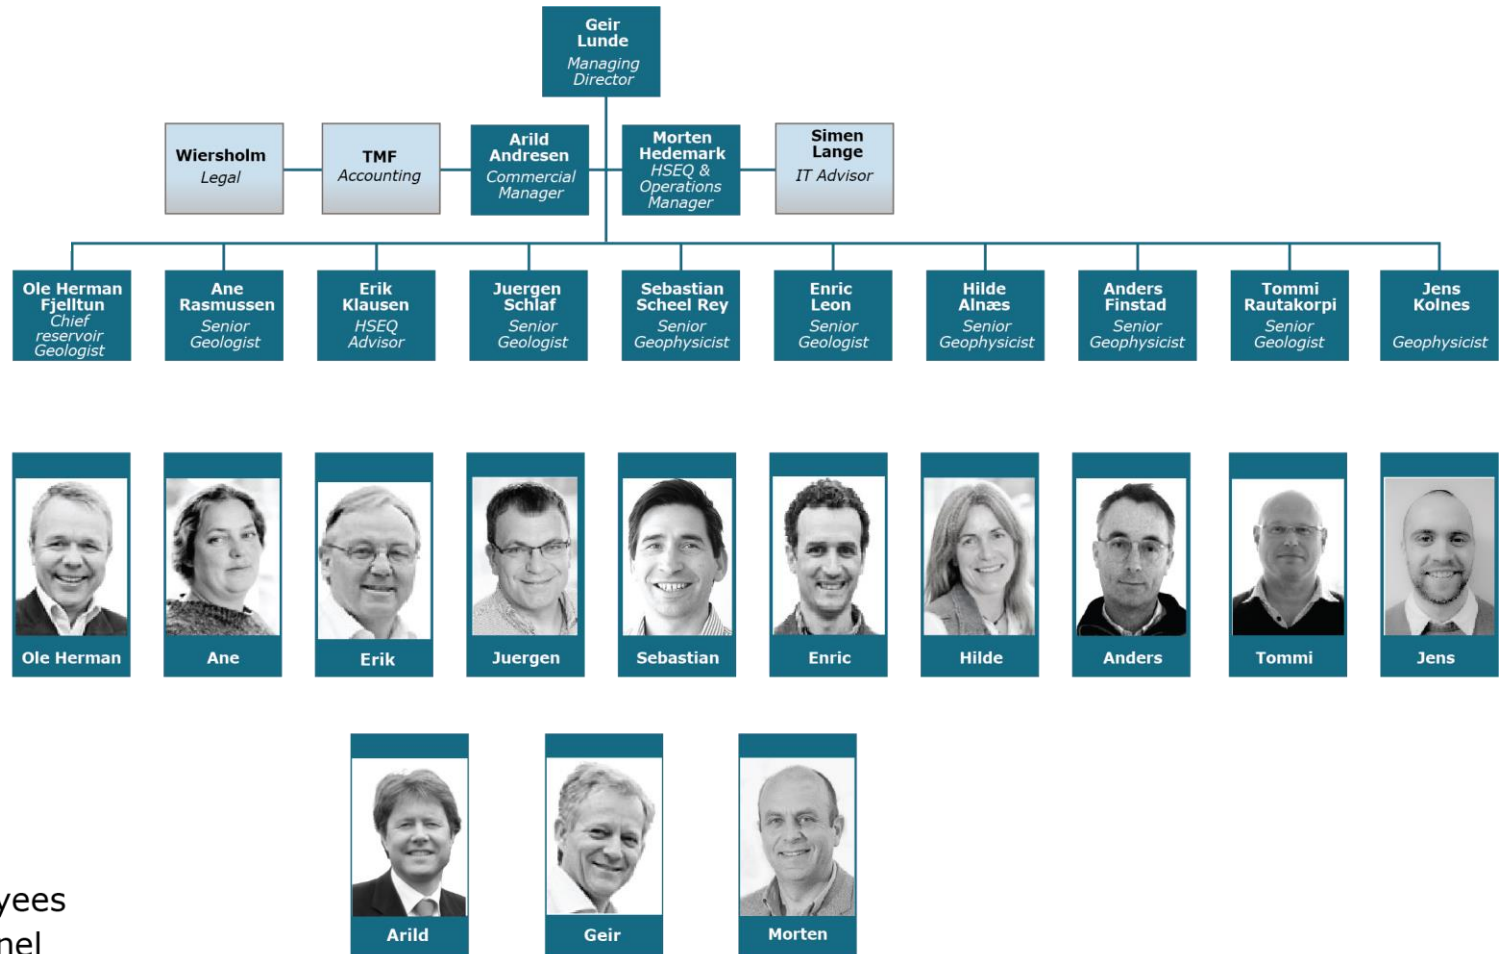 Geir
Lunde
Managing
Director
Wiersholm
Legal
TMF
Accounting
Arild
Andresen
Commercial
Manager
Morten
Hedemark
HSEQ &
Operations
Manager
Simen
Lange
IT Advisor
Ole Herman
Fjelltun
Chief
reservoir
Geologist
Ane
Rasmussen
Senior
Geologist
Erik
Klausen
HSEQ
Advisor
Juergen
Schlaf
Senior
Geologist
Sebastian
Scheel Rey
Senior
Geophysicist
Enric
Leon
Senior
Geologist
Hilde
Alnæs
Senior
Geophysicist
Anders
Finstad
Senior
Geophysicist
Tommi
Rautakorpi
Senior
Geologist
Jens
Kolnes
Geophysicist
Ole Herman
Ane
Erik
Juergen
Sebastian
Enric
Hilde
Anders
Tommi
Jens
Arild
Geir
Morten
yees
nel